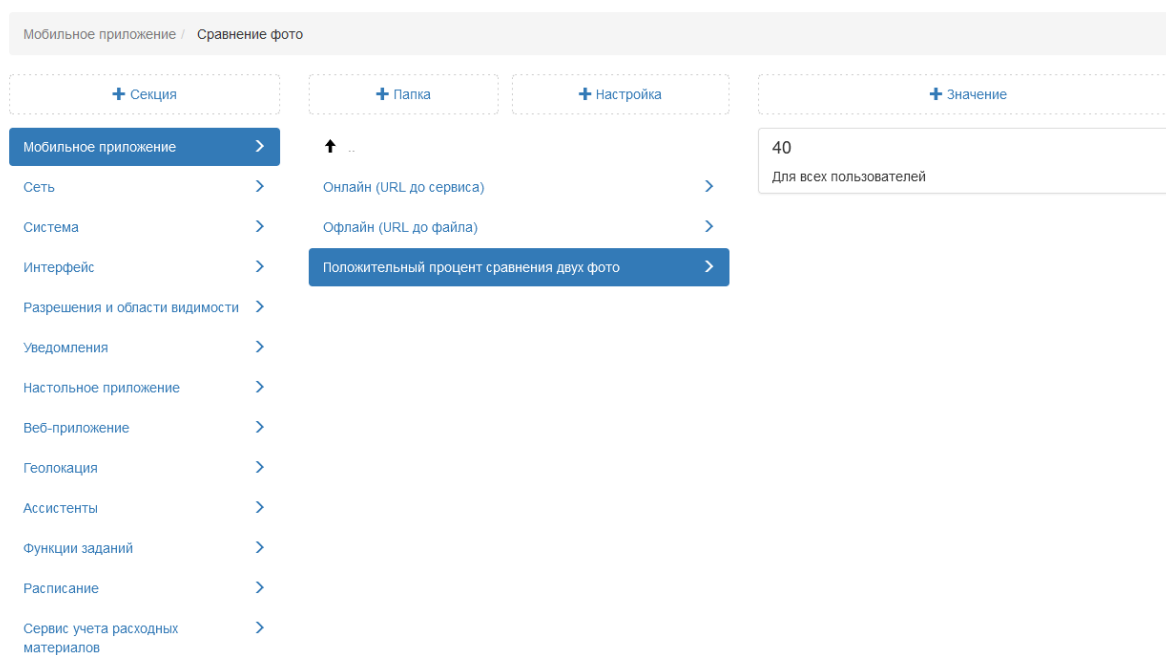 Мобильное приложение / Сравнение фото
+ Секция
+ Папка
+ Настройка
+ Значение
Мобильное приложение
Сеть
Система
Интерфейс
Разрешения и области видимости
Уведомления
Настольное приложение
Веб-приложение
Геолокация
Ассистенты
Функции заданий
Расписание
Сервис учета расходных
материалов
..
Онлайн (URL до сервиса)
Офлайн (URL до файла)
Положительный процент сравнения двух фото
40
Для всех пользователей